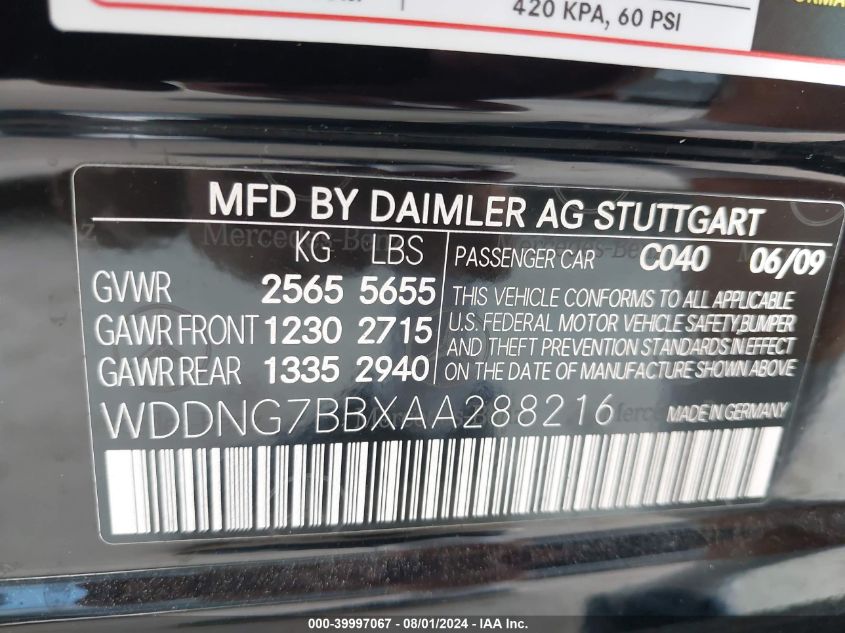 420 KPA, 60 PSI
MFD BY DAIMLER AG STUTTGART
Mercedes-Benz
KG LBS
GVWR 2565 5655
GAWR FRONT 1230 2715
GAWR REAR 1335 2940
PASSENGER CAR C040 06/09
THIS VEHICLE CONFORMS TO ALL APPLICABLE
U.S. FEDERAL MOTOR VEHICLE SAFETY,BUMPER
AND THEFT PREVENTION STANDARDS IN EFFECT
ON THE DATE OF MANUFACTURE SHOWN ABOVE
WDDNG7BBXAA288216 MADE IN GERMANY
000-39997067 - 08/01/2024 - IAA Inc.